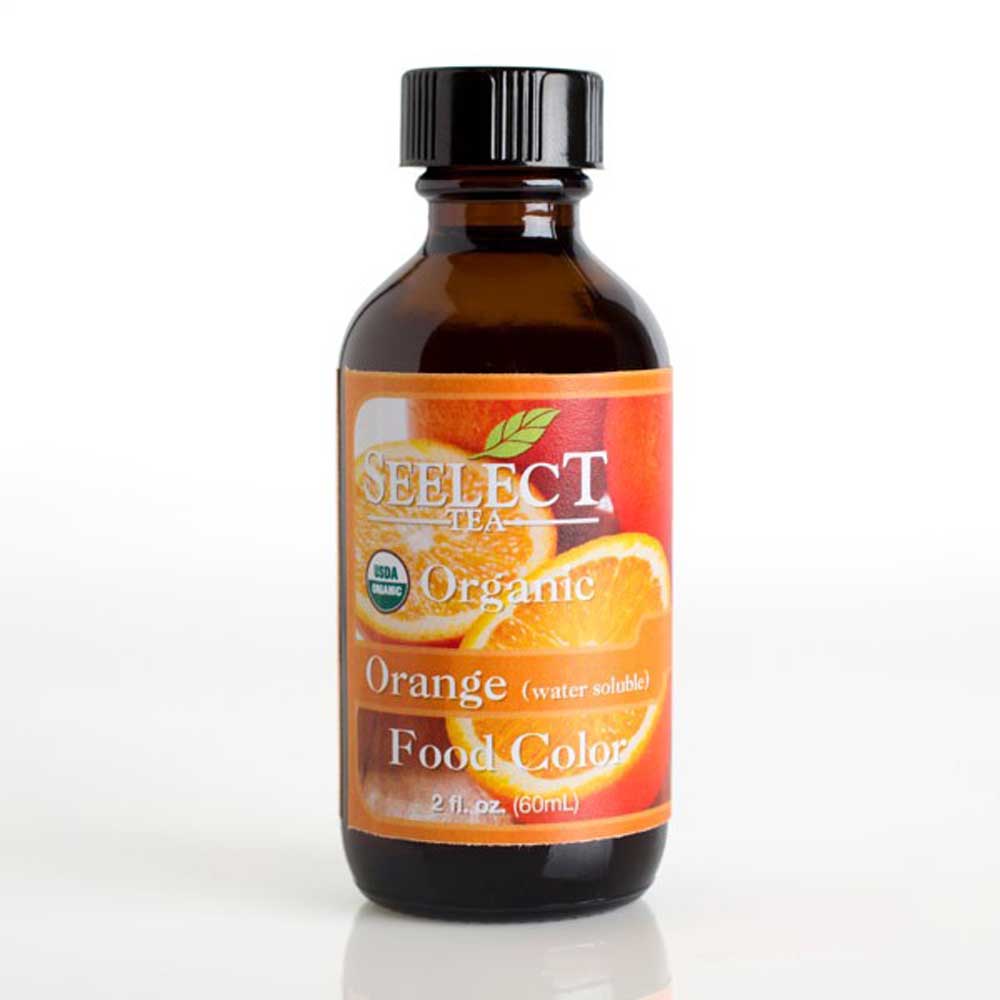 SEELECT
TEA
USDA
ORGANIC
Organic
Orange (water soluble)
Food Color
2 fl. oz. (60mL)